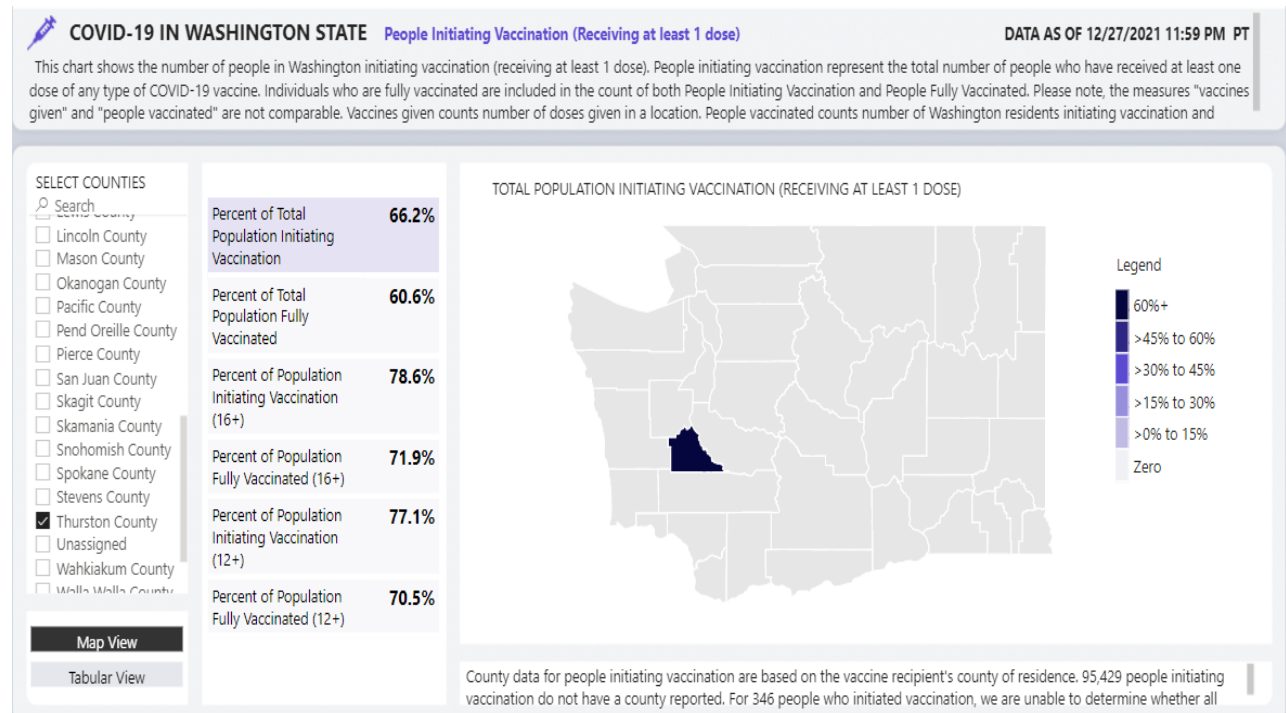 COVID-19 IN WASHINGTON STATE People Initiating Vaccination (Receiving at least 1 dose) DATA AS OF 12/27/2021 11:59 PM PT
This chart shows the number of people in Washington initiating vaccination (receiving at least 1 dose). People initiating vaccination represent the total number of people who have received at least one
dose of any type of COVID-19 vaccine. Individuals who are fully vaccinated are included in the count of both People Initiating Vaccination and People Fully Vaccinated. Please note, the measures "vaccines
given" and "people vaccinated" are not comparable. Vaccines given counts number of doses given in a location. People vaccinated counts number of Washington residents initiating vaccination and
SELECT COUNTIES
Search
Lewis County
Lincoln County
Mason County
Okanogan County
Pacific County
Pend Oreille County
Pierce County
San Juan County
Skagit County
Skamania County
Snohomish County
Spokane County
Stevens County
Thurston County
Unassigned
Wahkiakum County
Walla Walla County
Map View
Tabular View
Percent of Total 66.2%
Population Initiating
Vaccination
Percent of Total 60.6%
Population Fully
Vaccinated
Percent of Population 78.6%
Initiating Vaccination
(16+)
Percent of Population 71.9%
Fully Vaccinated (16+)
Percent of Population 77.1%
Initiating Vaccination
(12+)
Percent of Population 70.5%
Fully Vaccinated (12+)
TOTAL POPULATION INITIATING VACCINATION (RECEIVING AT LEAST 1 DOSE)
Legend
60%+
>45% to 60%
>30% to 45%
>15% to 30%
>0% to 15%
Zero
County data for people initiating vaccination are based on the vaccine recipient's county of residence. 95,429 people initiating
vaccination do not have a county reported. For 346 people who initiated vaccination, we are unable to determine whether all